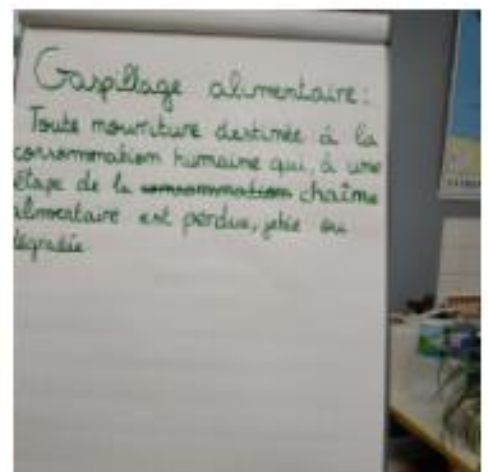 Gaspillage alimentaire :
Toute nourriture destinée à la
consommation humaine qui, à une
étape de la consommation chaîne
alimentaire est perdue, jetée ou
dégradée